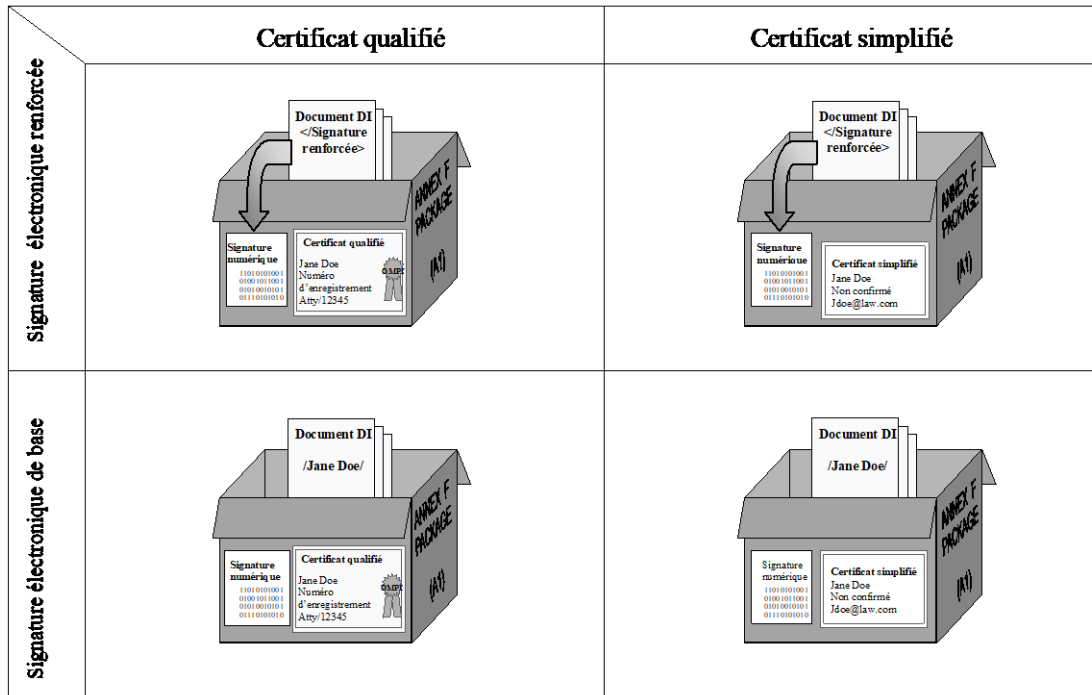 Certificat qualifié
Certificat simplifié
Signature électronique renforcée
Document DI
</Signature
renforcée>
ANNEX F
PACKAGE
(A1)
Signature
numérique
11010101001
01001011001
01010010101
01110101010
Certificat qualifié
Jane Doe
Numéro
d'enregistrement
Atty/12345
OMPI
Document DI
</Signature
renforcée>
ANNEX F
PACKAGE
(A1)
Signature
numérique
11010101001
01001011001
01010010101
01110101010
Certificat simplifié
Jane Doe
Non confirmé
Jdoe@law.com
Signature électronique de base
Document DI
/Jane Doe/
ANNEX F
PACKAGE
(A1)
Signature
numérique
11010101001
01001011001
01010010101
01110101010
Certificat qualifié
Jane Doe
Numéro
d'enregistrement
Atty/12345
OMPI
Document DI
/Jane Doe/
ANNEX F
PACKAGE
(A1)
Signature
numérique
11010101001
01001011001
01010010101
01110101010
Certificat simplifié
Jane Doe
Non confirmé
Jdoe@law.com